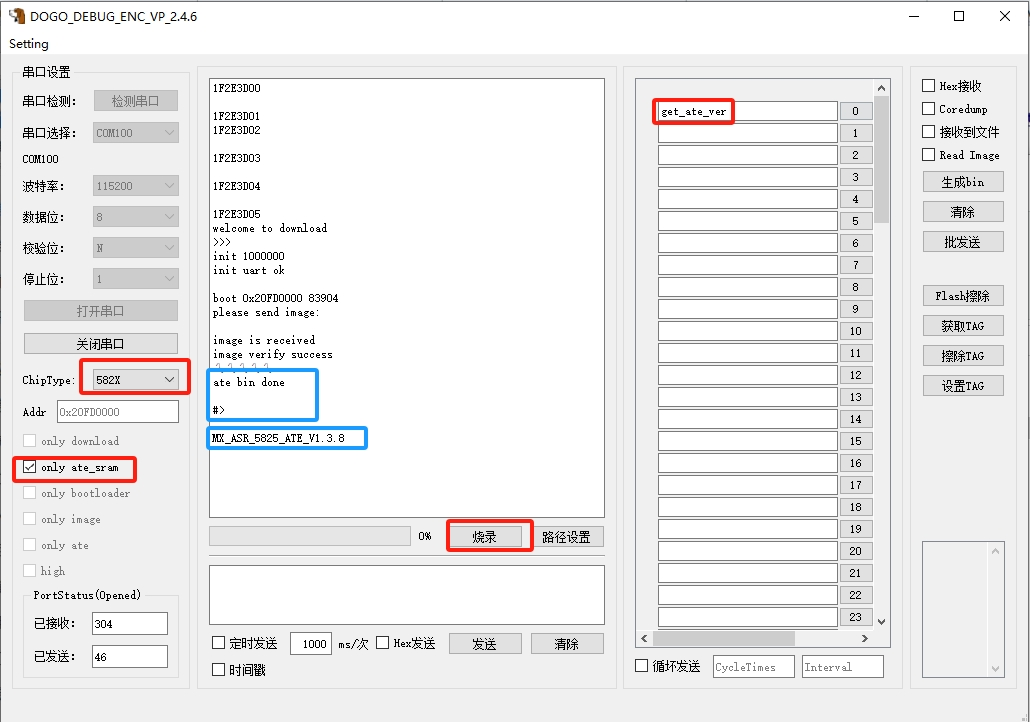 DOGO_DEBUG_ENC_VP_2.4.6
Setting
串口设置
串口检测:
检测串口
串口选择:
COM100
COM100
波特率:
115200
数据位:
8
校验位:
N
停止位:
1
打开串口
关闭串口
ChipType:
582X
Addr
0x20FD0000
only download
only ate_sram
only bootloader
only image
only ate
high
PortStatus(Opened)
已接收:
304
已发送:
46
1F2E3D00
1F2E3D01
1F2E3D02
1F2E3D03
1F2E3D04
1F2E3D05
welcome to download
>>>
init 1000000
init uart ok
boot 0x20FD0000 83904
please send image:
image is received
image verify success
ate bin done
#>
MX_ASR_5825_ATE_V1.3.8
0%
烧录
路径设置
定时发送
1000
ms/次
Hex发送
发送
清除
时间戳
get_ate_ver
0
1
2
3
4
5
6
7
8
9
10
11
12
13
14
15
16
17
18
19
20
21
22
23
循环发送
CycleTimes
Interval
Hex接收
Coredump
接收到文件
Read Image
生成bin
清除
批发送
Flash擦除
获取TAG
擦除TAG
设置TAG